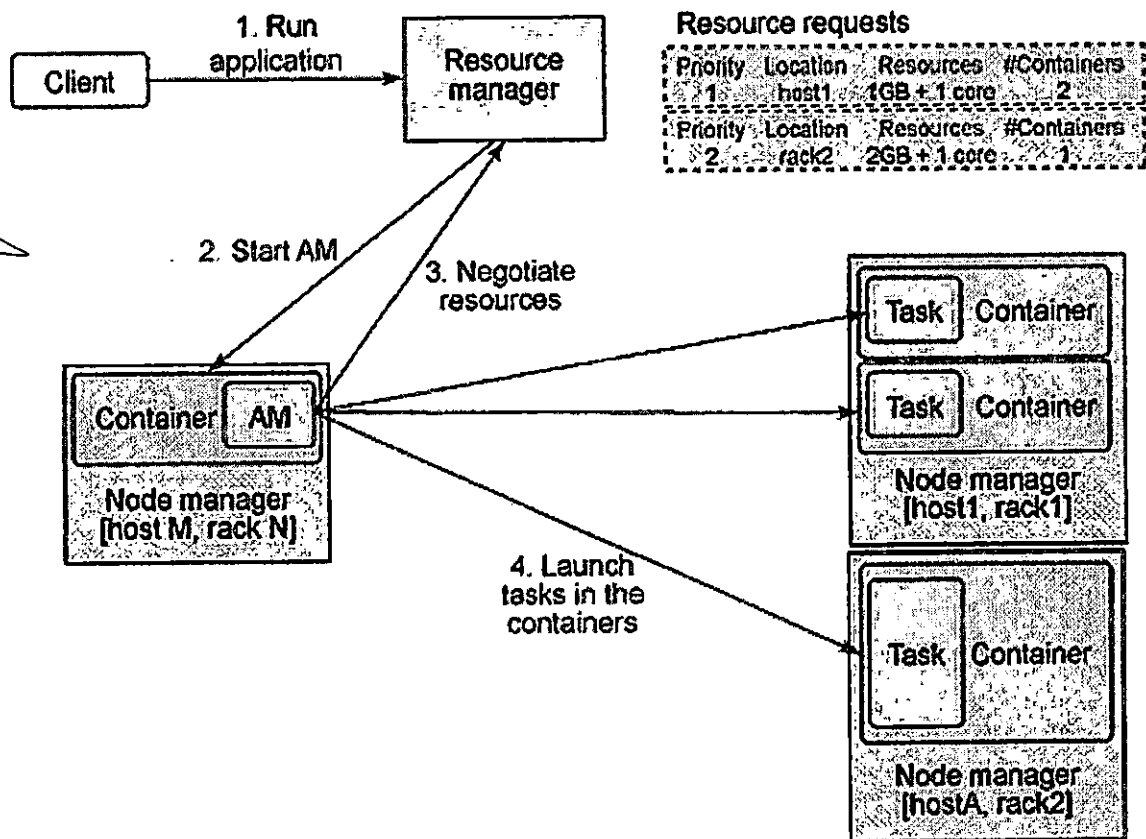 1. Run
application
Client
Resource
manager
Resource requests
Priority Location Resources #Containers
1 host1 1GB + 1 core 2
Priority Location Resources #Containers
2 rack2 2GB + 1 core 1
2. Start AM
3. Negotiate
resources
Task Container
Container AM
Task Container
Node manager
[host M, rack N]
Node manager
[host1, rack1]
4. Launch
tasks in the
containers
Task Container
Node manager
[hostA, rack2]